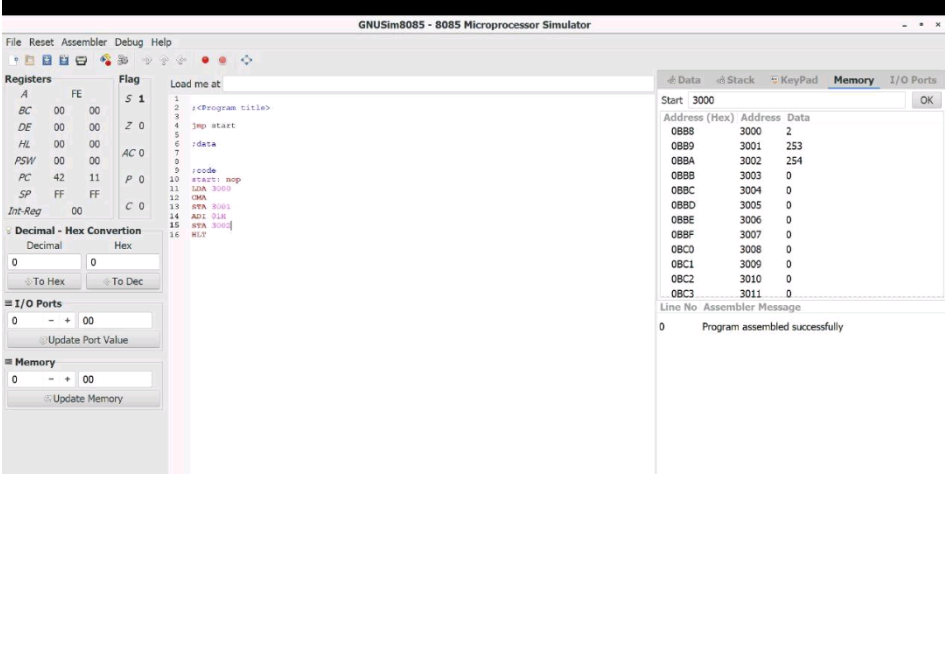 GNUSim8085 - 8085 Microprocessor Simulator
File Reset Assembler Debug Help
Registers
A FE
BC 00 00
DE 00 00
HL 00 00
PSW 00 00
PC 42 11
SP FF FF
Int-Reg 00
Flag
S 1
Z 0
AC 0
P 0
C 0
Decimal - Hex Convertion
Decimal Hex
0 0
To Hex To Dec
I/O Ports
0 - + 00
Update Port Value
Memory
0 - + 00
Update Memory
Load me at
1
2 ;<Program title>
3
4 jmp start
5
6 ;data
7
8
9 ;code
10 start: nop
11 LDA 3000
12 CMA
13 STA 3001
14 ADI 01H
15 STA 3002
16 HLT
Data Stack KeyPad Memory I/O Ports
Start 3000 OK
Address (Hex) Address Data
0BB8 3000 2
0BB9 3001 253
0BBA 3002 254
0BBB 3003 0
0BBC 3004 0
0BBD 3005 0
0BBE 3006 0
0BBF 3007 0
0BC0 3008 0
0BC1 3009 0
0BC2 3010 0
0BC3 3011 0
Line No Assembler Message
0 Program assembled successfully